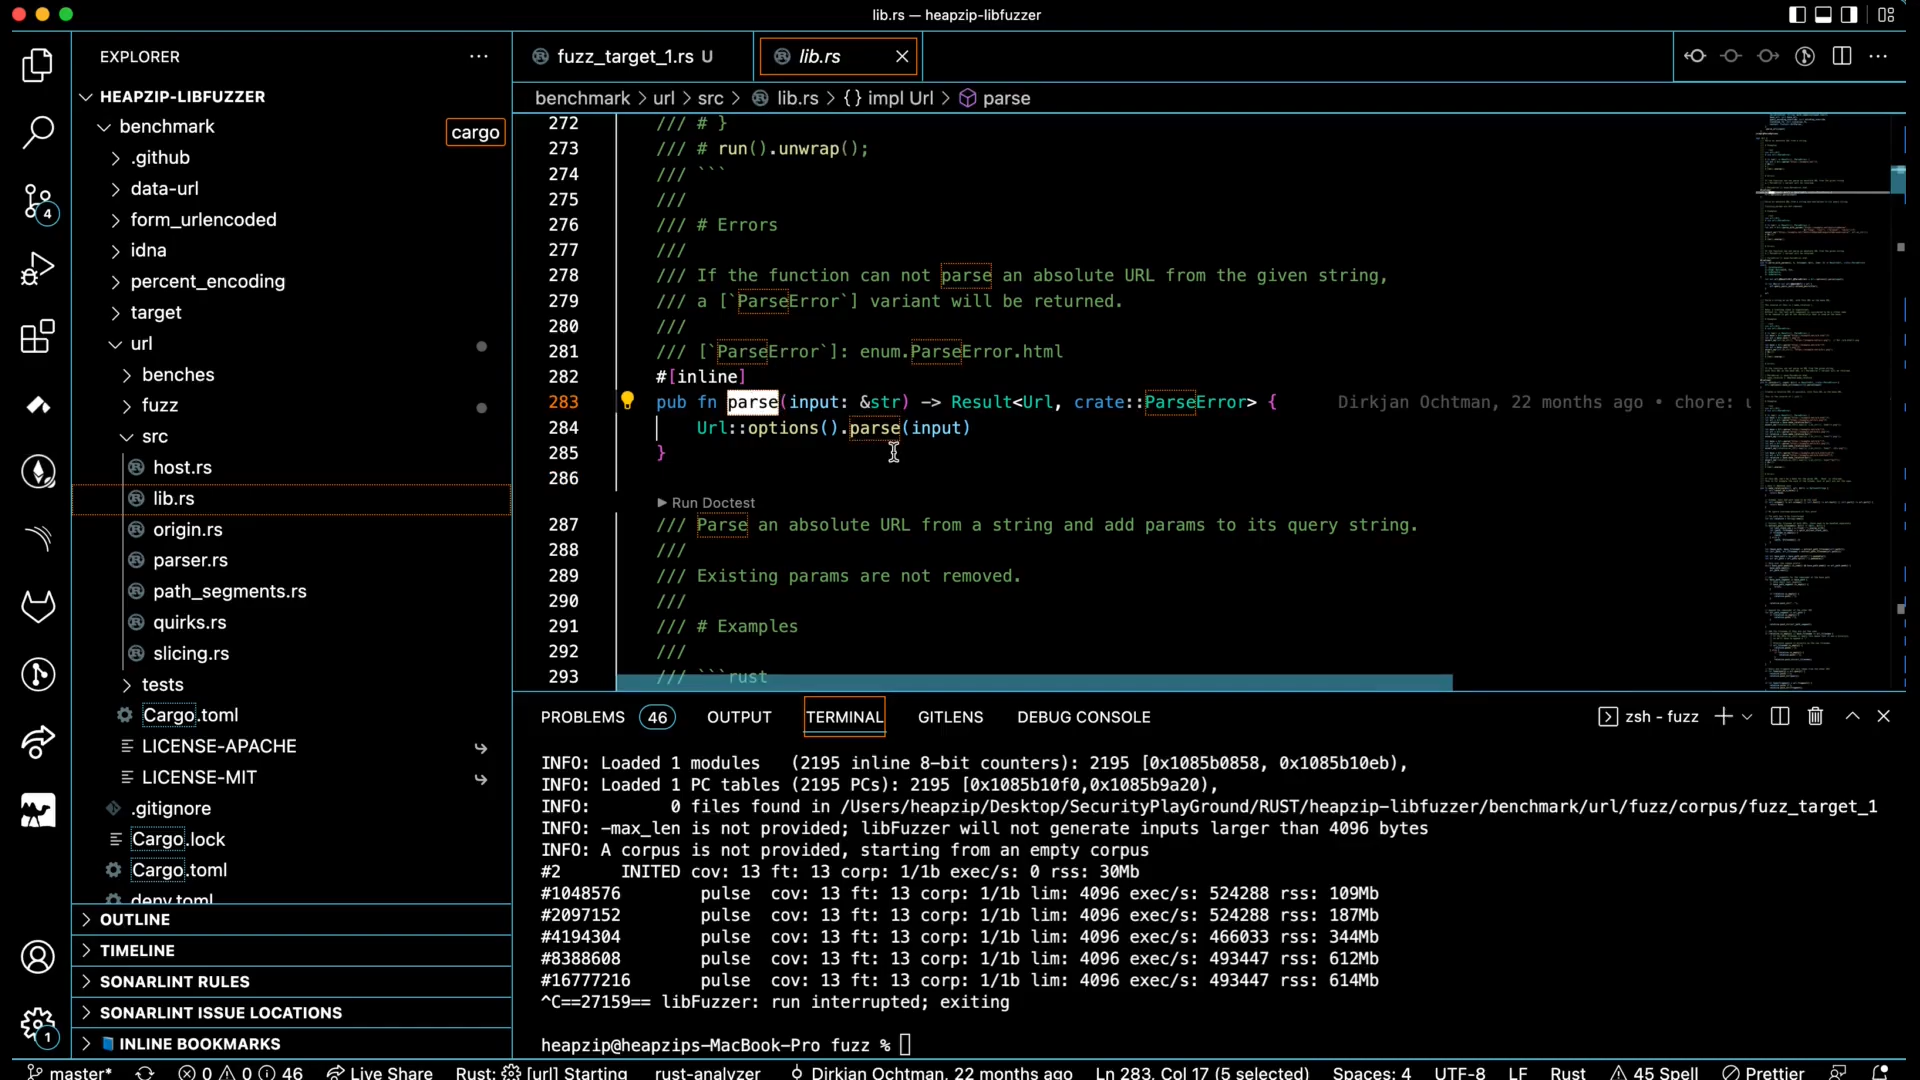 lib.rs — heapzip-libfuzzer
EXPLORER
HEAPZIP-LIBFUZZER
benchmark
cargo
.github
data-url
form_urlencoded
idna
percent_encoding
target
url
benches
fuzz
src
host.rs
lib.rs
origin.rs
parser.rs
path_segments.rs
quirks.rs
slicing.rs
tests
Cargo.toml
LICENSE-APACHE
LICENSE-MIT
.gitignore
Cargo.lock
Cargo.toml
deny.toml
OUTLINE
TIMELINE
SONARLINT RULES
SONARLINT ISSUE LOCATIONS
INLINE BOOKMARKS
4
1
fuzz_target_1.rs U
lib.rs
benchmark > url > src > lib.rs > {} impl Url > parse
272 /// # }
273 /// # run().unwrap();
274 /// ```
275 ///
276 /// # Errors
277 ///
278 /// If the function can not parse an absolute URL from the given string,
279 /// a [`ParseError`] variant will be returned.
280 ///
281 /// [`ParseError`]: enum.ParseError.html
282 #[inline]
283 pub fn parse(input: &str) -> Result<Url, crate::ParseError> { Dirkjan Ochtman, 22 months ago • chore: u
284 Url::options().parse(input)
285 }
286
▶ Run Doctest
287 /// Parse an absolute URL from a string and add params to its query string.
288 ///
289 /// Existing params are not removed.
290 ///
291 /// # Examples
292 ///
293 /// ```rust
PROBLEMS 46 OUTPUT TERMINAL GITLENS DEBUG CONSOLE
zsh - fuzz
INFO: Loaded 1 modules (2195 inline 8-bit counters): 2195 [0x1085b0858, 0x1085b10eb),
INFO: Loaded 1 PC tables (2195 PCs): 2195 [0x1085b10f0,0x1085b9a20),
INFO: 0 files found in /Users/heapzip/Desktop/SecurityPlayGround/RUST/heapzip-libfuzzer/benchmark/url/fuzz/corpus/fuzz_target_1
INFO: -max_len is not provided; libFuzzer will not generate inputs larger than 4096 bytes
INFO: A corpus is not provided, starting from an empty corpus
#2 INITED cov: 13 ft: 13 corp: 1/1b exec/s: 0 rss: 30Mb
#1048576 pulse cov: 13 ft: 13 corp: 1/1b lim: 4096 exec/s: 524288 rss: 109Mb
#2097152 pulse cov: 13 ft: 13 corp: 1/1b lim: 4096 exec/s: 524288 rss: 187Mb
#4194304 pulse cov: 13 ft: 13 corp: 1/1b lim: 4096 exec/s: 466033 rss: 344Mb
#8388608 pulse cov: 13 ft: 13 corp: 1/1b lim: 4096 exec/s: 493447 rss: 612Mb
#16777216 pulse cov: 13 ft: 13 corp: 1/1b lim: 4096 exec/s: 493447 rss: 614Mb
^C==27159== libFuzzer: run interrupted; exiting
heapzip@heapzips-MacBook-Pro fuzz %
master* 0 0 46 Live Share Rust: [url] Starting rust-analyzer Dirkjan Ochtman, 22 months ago Ln 283, Col 17 (5 selected) Spaces: 4 UTF-8 LF Rust 45 Spell Prettier